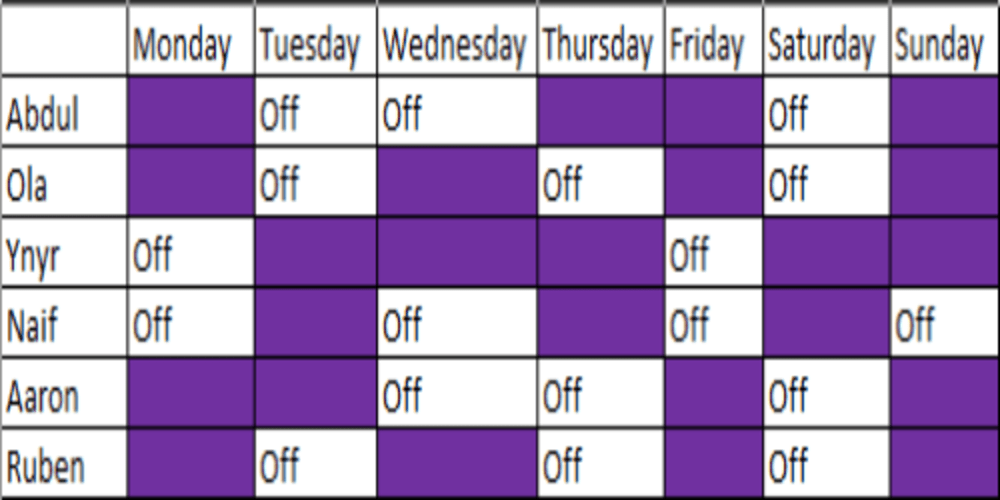 Monday Tuesday Wednesday Thursday Friday Saturday Sunday
Abdul Off Off Off
Ola Off Off Off
Ynyr Off Off
Naif Off Off Off Off
Aaron Off Off Off
Ruben Off Off Off